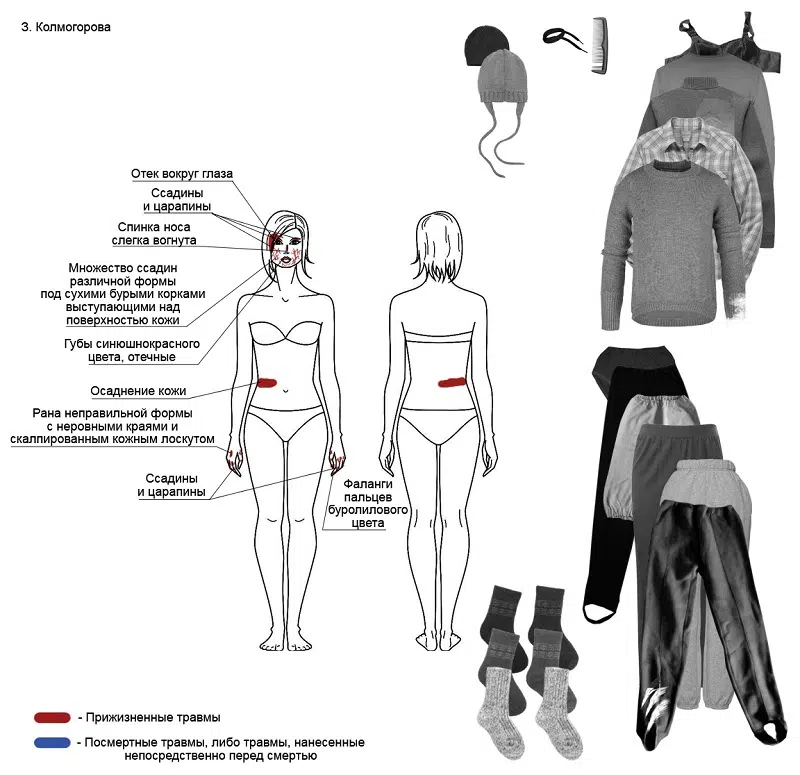 З. Колмогорова
Отек вокруг глаза
Ссадины
и царапины
Спинка носа
слегка вогнута
Множество ссадин
различной формы
под сухими бурыми корками
выступающими над
поверхностью кожи
Губы синюшнокрасного
цвета, отечные
Осаднение кожи
Рана неправильной формы
с неровными краями и
скалпированным кожным лоскутом
Ссадины
и царапины
Фаланги
пальцев
буролилового
цвета
- Прижизненные травмы
- Посмертные травмы, либо травмы, нанесенные
непосредственно перед смертью